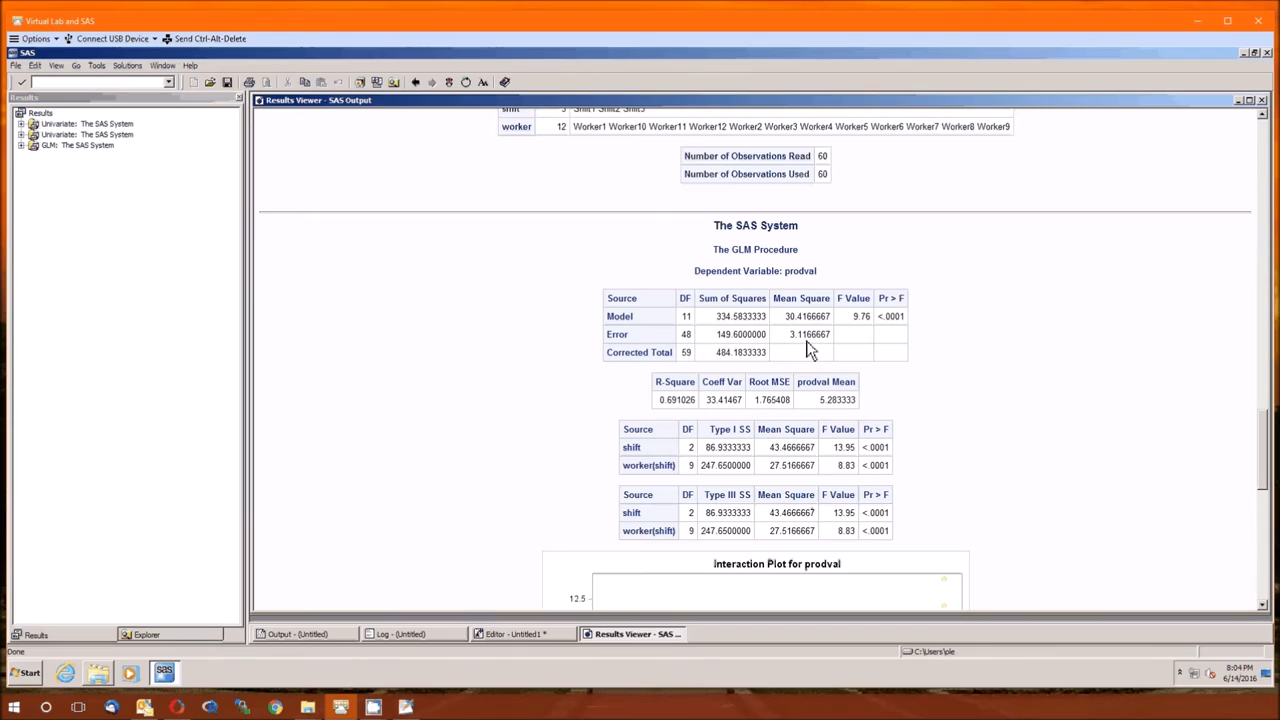 Virtual Lab and SAS
Options Connect USB Device Send Ctrl-Alt-Delete
SAS
File Edit View Go Tools Solutions Window Help
Results
Results Viewer - SAS Output
Results
Univariate: The SAS System
Univariate: The SAS System
GLM: The SAS System
shift 3 Shift1 Shift2 Shift3
worker 12 Worker1 Worker10 Worker11 Worker12 Worker2 Worker3 Worker4 Worker5 Worker6 Worker7 Worker8 Worker9
Number of Observations Read 60
Number of Observations Used 60
The SAS System
The GLM Procedure
Dependent Variable: prodval
Source DF Sum of Squares Mean Square F Value Pr > F
Model 11 334.5833333 30.4166667 9.76 <.0001
Error 48 149.6000000 3.1166667
Corrected Total 59 484.1833333
R-Square Coeff Var Root MSE prodval Mean
0.691026 33.41467 1.765408 5.283333
Source DF Type I SS Mean Square F Value Pr > F
shift 2 86.9333333 43.4666667 13.95 <.0001
worker(shift) 9 247.6500000 27.5166667 8.83 <.0001
Source DF Type III SS Mean Square F Value Pr > F
shift 2 86.9333333 43.4666667 13.95 <.0001
worker(shift) 9 247.6500000 27.5166667 8.83 <.0001
Interaction Plot for prodval
12.5
Results Explorer
Output - (Untitled) Log - (Untitled) Editor - Untitled1 * Results Viewer - SAS ...
Done
C:\Users\ple
Start
sas
8:04 PM
6/14/2016